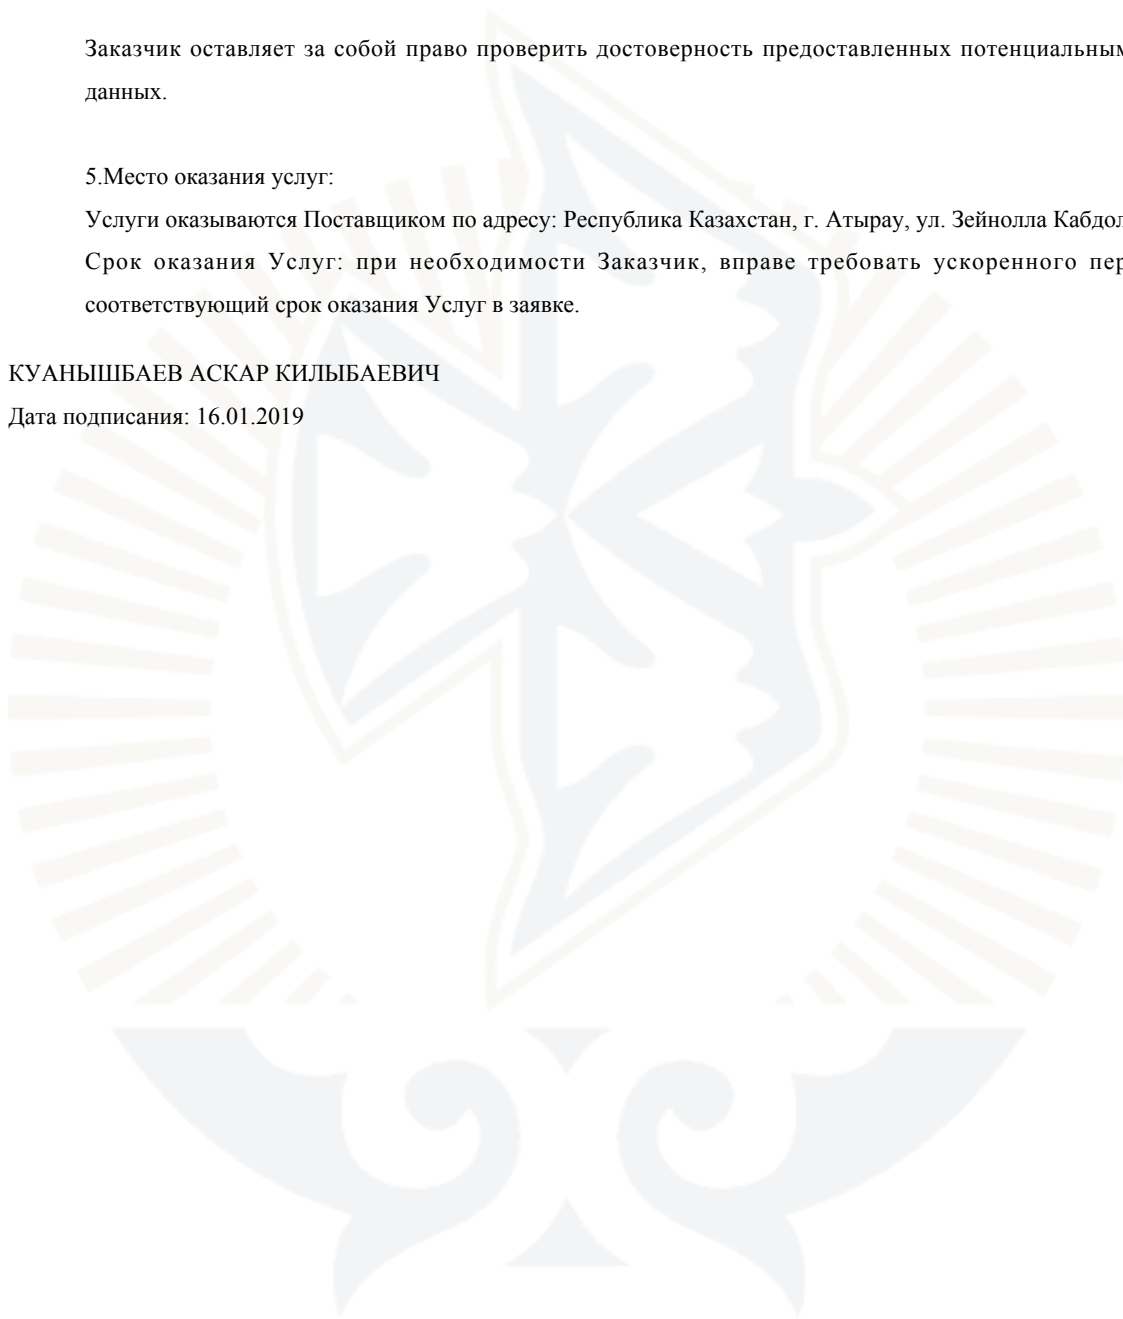 Заказчик оставляет за собой право проверить достоверность предоставленных потенциальным
данных.
5.Место оказания услуг:
Услуги оказываются Поставщиком по адресу: Республика Казахстан, г. Атырау, ул. Зейнолла Кабдол
Срок оказания Услуг: при необходимости Заказчик, вправе требовать ускоренного пер
соответствующий срок оказания Услуг в заявке.
КУАНЫШБАЕВ АСКАР КИЛЫБАЕВИЧ
Дата подписания: 16.01.2019